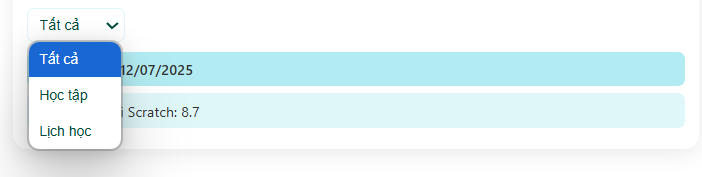 Tất cả
Tất cả
12/07/2025
Học tập
Scratch: 8.7
Lịch học